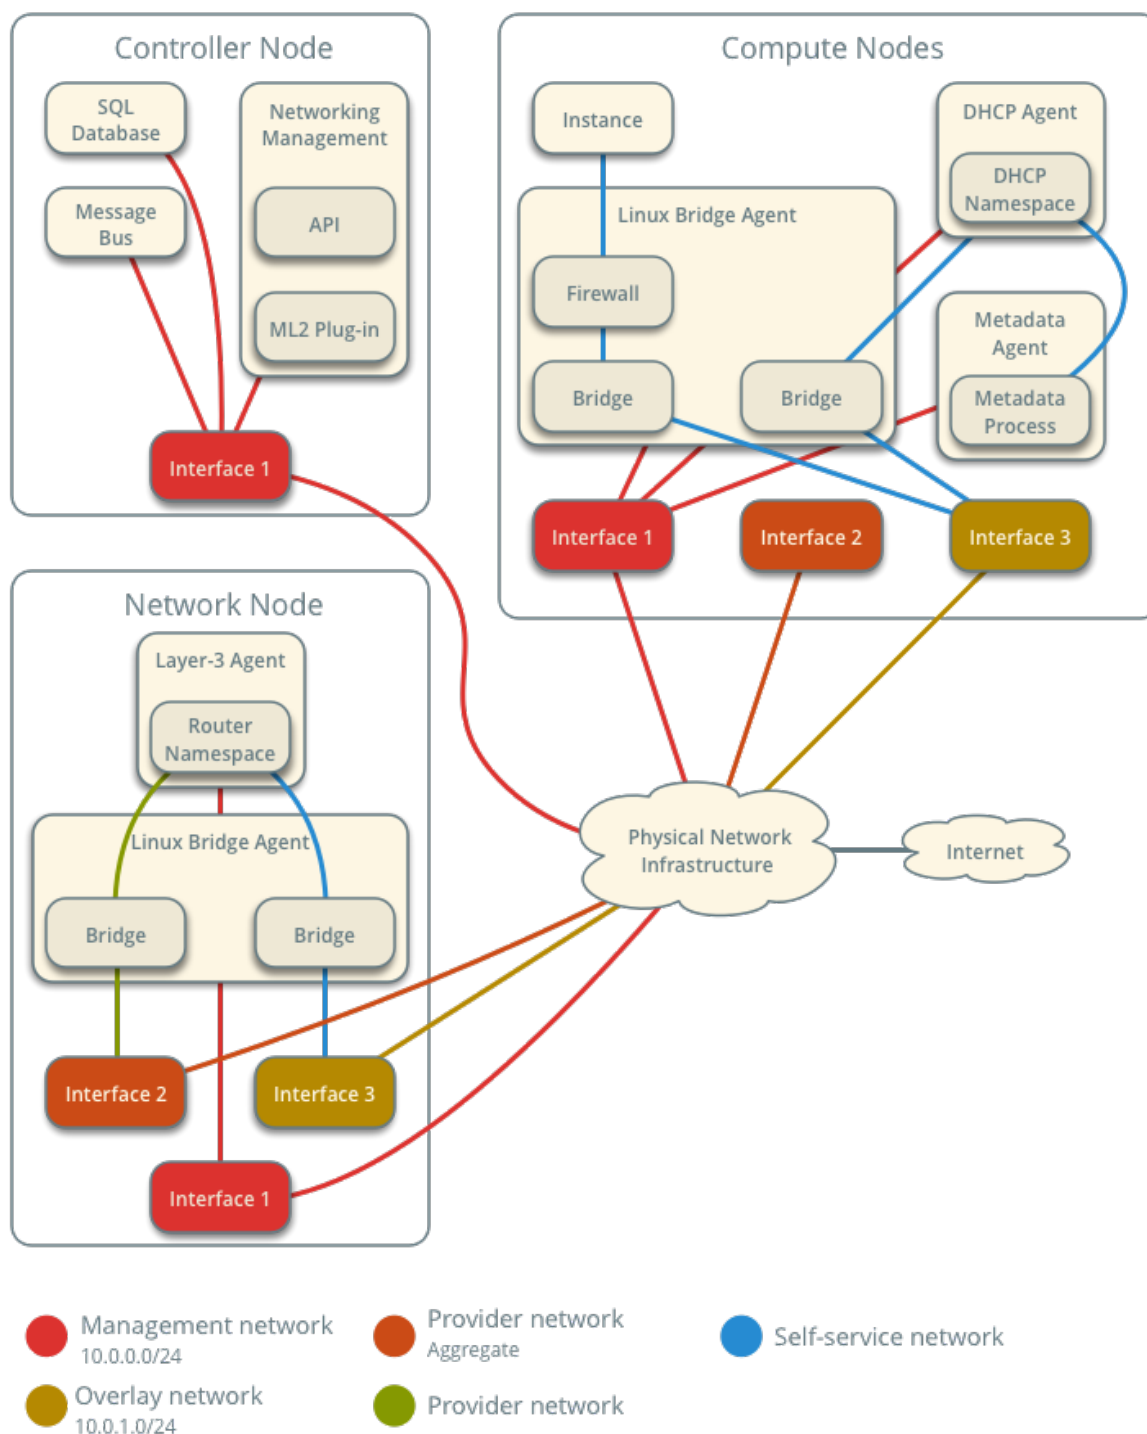 Controller Node
SQL
Database
Networking
Management
Message
Bus
API
ML2 Plug-in
Interface 1
Compute Nodes
Instance
DHCP Agent
DHCP
Namespace
Linux Bridge Agent
Firewall
Metadata
Agent
Bridge
Bridge
Metadata
Process
Interface 1
Interface 2
Interface 3
Network Node
Layer-3 Agent
Router
Namespace
Linux Bridge Agent
Bridge
Bridge
Interface 2
Interface 3
Interface 1
Physical Network
Infrastructure
Internet
Management network
10.0.0.0/24
Provider network
Aggregate
Self-service network
Overlay network
10.0.1.0/24
Provider network